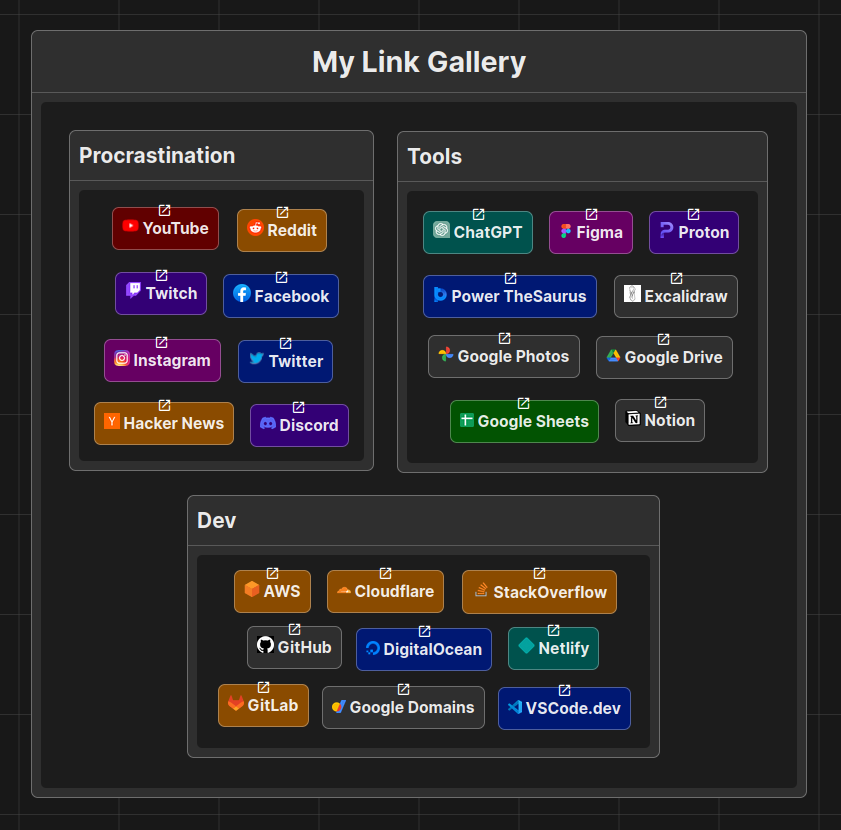 My Link Gallery
Procrastination
YouTube Reddit
Twitch Facebook
Instagram Twitter
Hacker News Discord
Tools
ChatGPT Figma Proton
Power TheSaurus Excalidraw
Google Photos Google Drive
Google Sheets Notion
Dev
AWS Cloudflare StackOverflow
GitHub DigitalOcean Netlify
GitLab Google Domains VSCode.dev